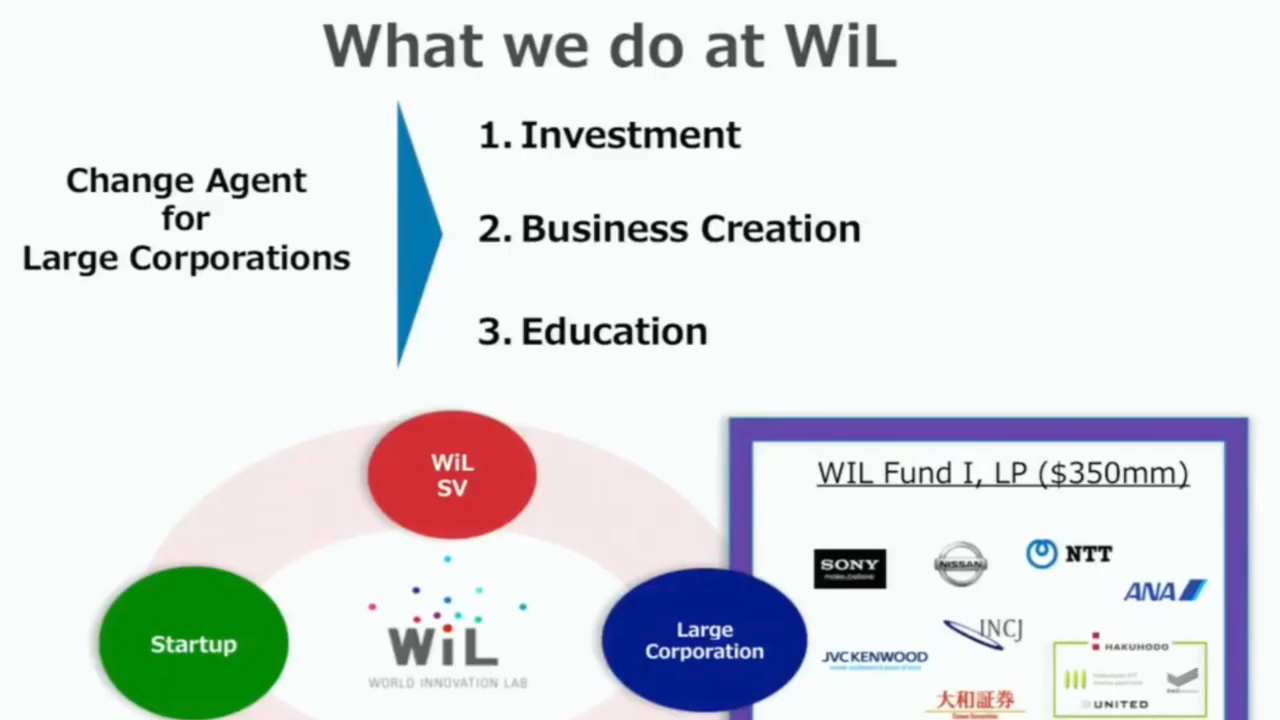 What we do at WiL
Change Agent
for
Large Corporations
1. Investment
2. Business Creation
3. Education
WiL
SV
Startup
WiL
WORLD INNOVATION LAB
Large
Corporation
WIL Fund I, LP ($350mm)
SONY
make.believe
NISSAN
NTT
ANA
INCJ
JVCKENWOOD
HAKUHODO
UNITED
大和証券